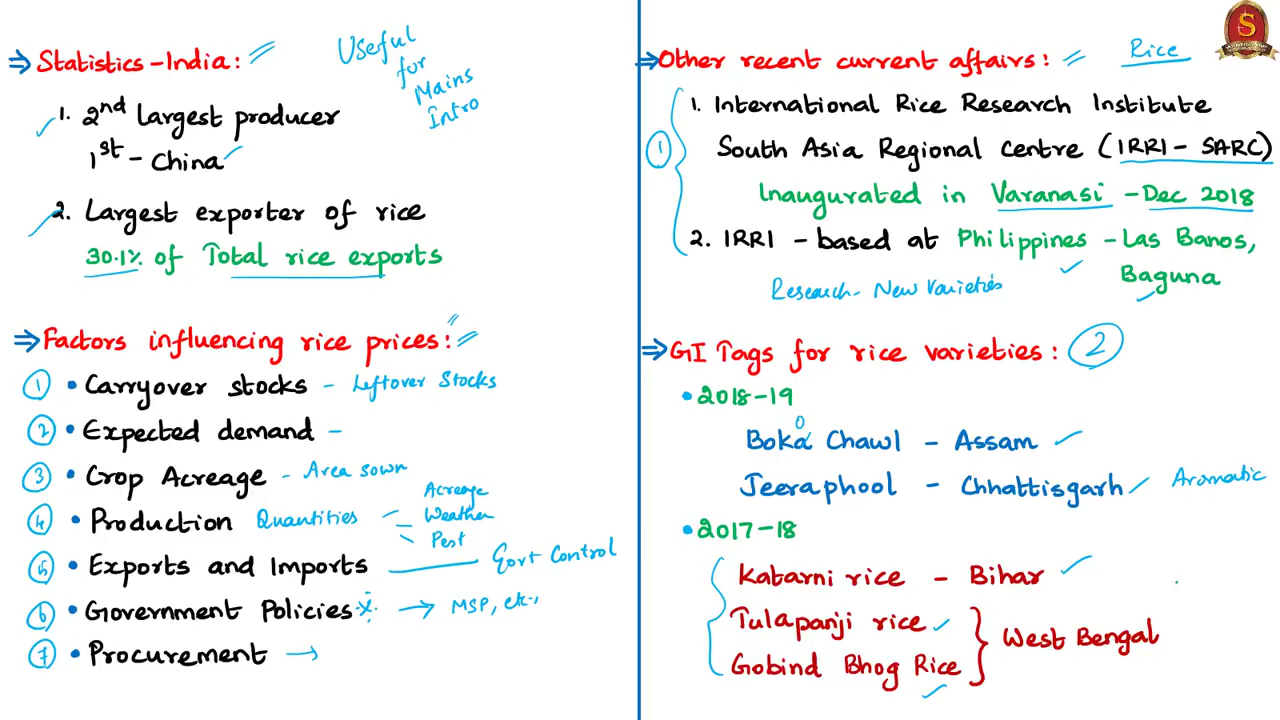 ⇒ Statistics-India:
Useful
for
Mains
Intro
1. 2nd largest producer
1st - China
2. Largest exporter of rice
30.1% of Total rice exports
⇒ Factors influencing rice prices:
1 • Carryover stocks - Leftover Stocks
2 • Expected demand -
3 • Crop Acreage - Area sown
4 • Production Quantities
Acreage
Weather
Pest
5 • Exports and Imports Govt Control
6 • Government Policies → MSP, etc.,
7 • Procurement →
⇒ Other recent current affairs: Rice
1
1. International Rice Research Institute
South Asia Regional Centre (IRRI - SARC)
Inaugurated in Varanasi - Dec 2018
2. IRRI - based at Philippines - Las Banos,
Baguna
Research - New Varieties
⇒ GI Tags for rice varieties: 2
• 2018-19
Boka Chawl - Assam
Jeeraphool - Chhattisgarh Aromatic
• 2017-18
Katarni rice - Bihar
Tulapanji rice
Gobind Bhog Rice
West Bengal
S